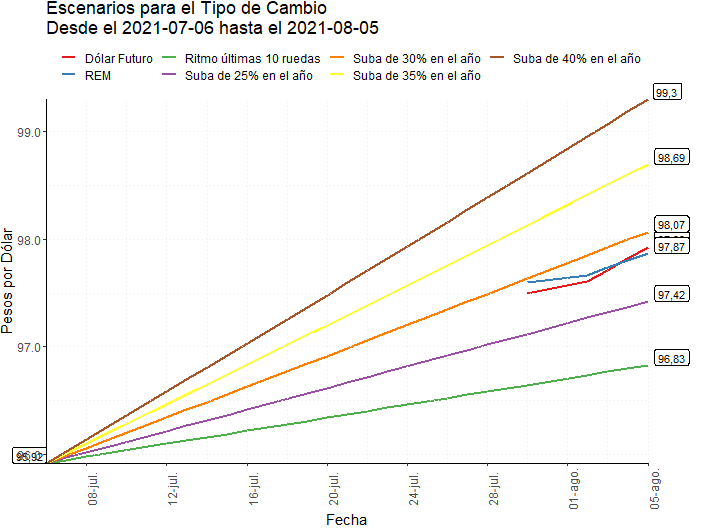 Escenarios para el Tipo de Cambio
Desde el 2021-07-06 hasta el 2021-08-05
Dólar Futuro
Ritmo últimas 10 ruedas
Suba de 30% en el año
Suba de 40% en el año
REM
Suba de 25% en el año
Suba de 35% en el año
99,3
99.0
98,69
98,07
98.0
97,87
97,42
97.0
96,83
95,92
Pesos por Dólar
08-jul.
12-jul.
16-jul.
20-jul.
24-jul.
28-jul.
01-ago.
05-ago.
Fecha